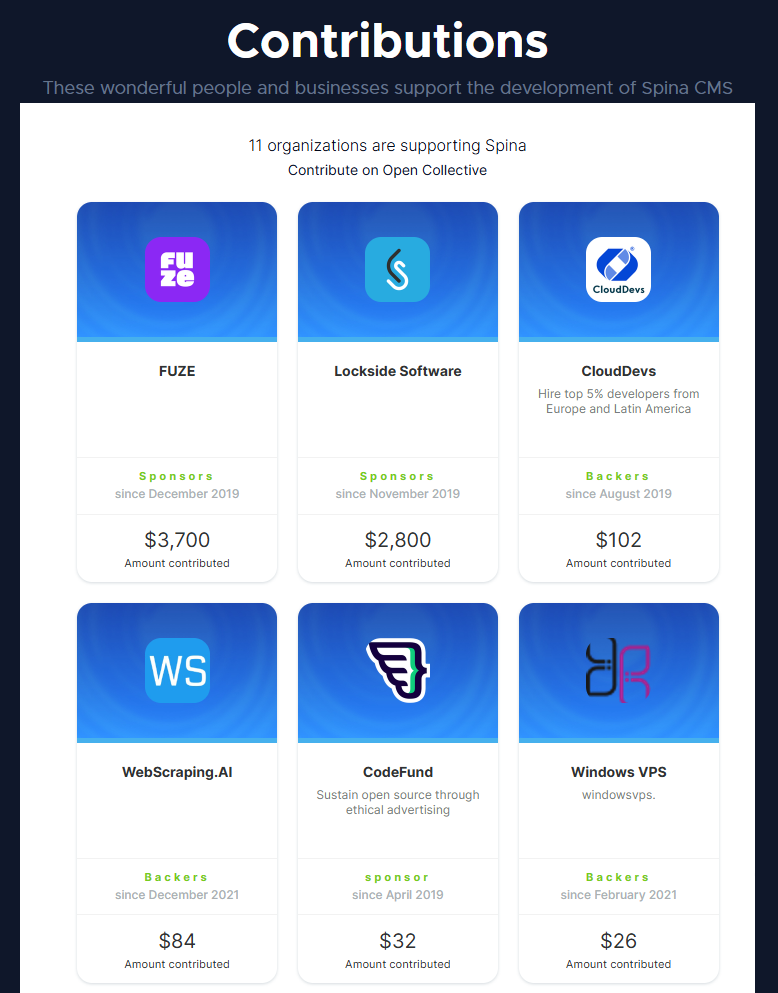 Contributions
These wonderful people and businesses support the development of Spina CMS
11 organizations are supporting Spina
Contribute on Open Collective
FUZE
CloudDevs
FUZE
Lockside Software
CloudDevs
Hire top 5% developers from
Europe and Latin America
Sponsors
since December 2019
Sponsors
since November 2019
Backers
since August 2019
$3,700
Amount contributed
$2,800
Amount contributed
$102
Amount contributed
WS
WebScraping.AI
CodeFund
Sustain open source through
ethical advertising
Windows VPS
windowsvps.
Backers
since December 2021
sponsor
since April 2019
Backers
since February 2021
$84
Amount contributed
$32
Amount contributed
$26
Amount contributed